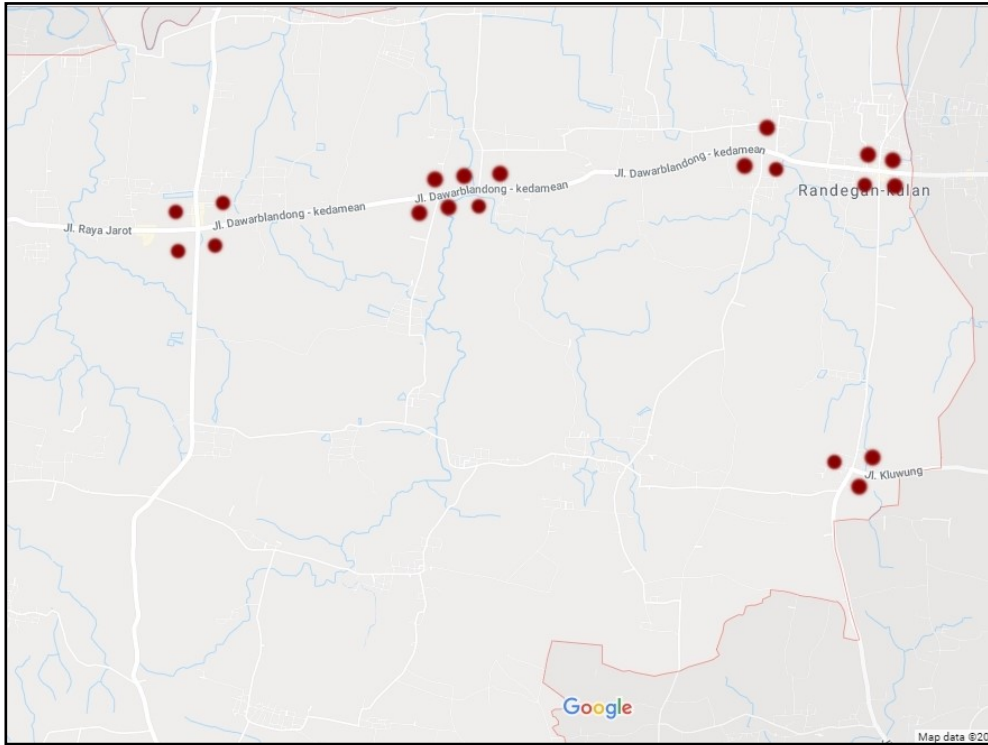 Jl. Dawarblandong - kedamean
Jl. Dawarblandong - kedamean
Randegan-kulan
Jl. Dawarblandong - kedamean
Jl. Raya Jarot
Jl. Kluwung
Google
Map data ©20